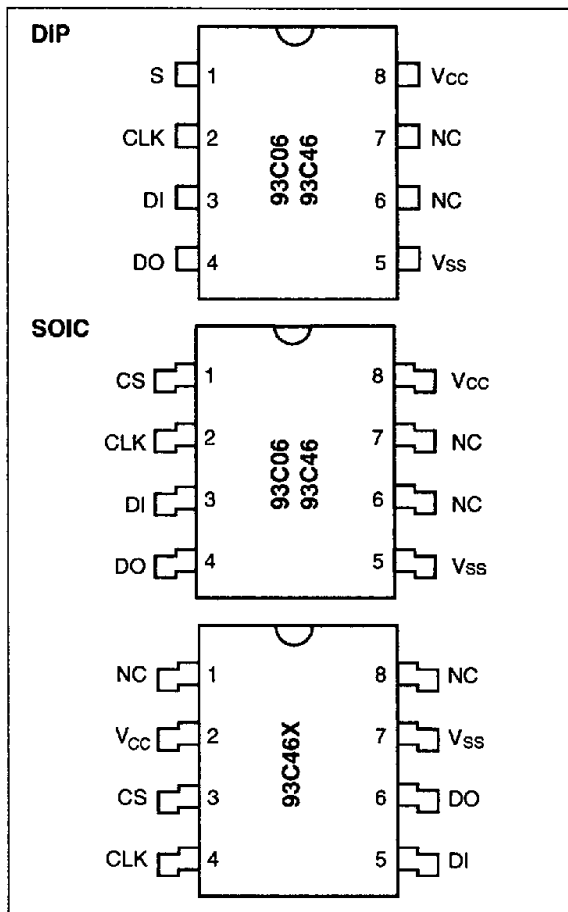 DIP
S 1 8 VCC
CLK 2 7 NC
DI 3 6 NC
DO 4 5 VSS
93C06
93C46
SOIC
CS 1 8 VCC
CLK 2 7 NC
DI 3 6 NC
DO 4 5 VSS
93C06
93C46
NC 1 8 NC
VCC 2 7 VSS
CS 3 6 DO
CLK 4 5 DI
93C46X